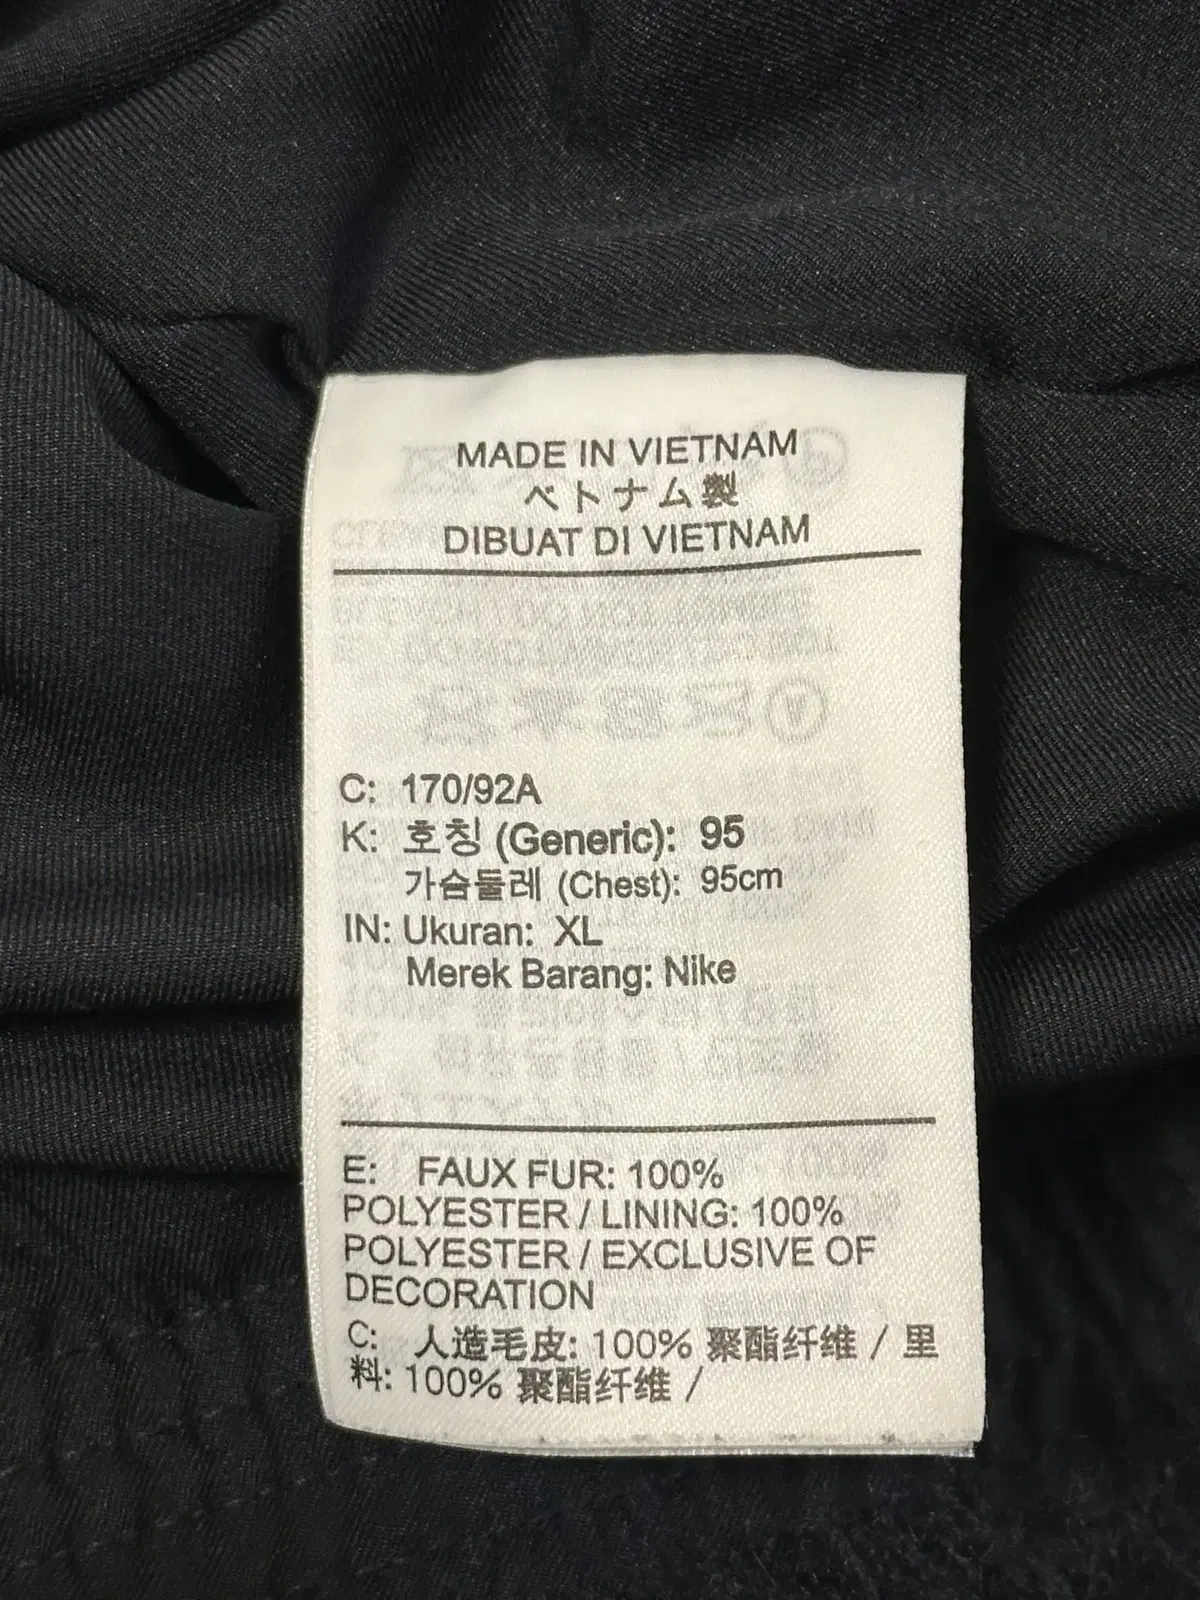 MADE IN VIETNAM
ベトナム製
DIBUAT DI VIETNAM
C: 170/92A
K: 호칭 (Generic): 95
가슴둘레 (Chest): 95cm
IN: Ukuran: XL
Merek Barang: Nike
E: FAUX FUR: 100%
POLYESTER / LINING: 100%
POLYESTER / EXCLUSIVE OF
DECORATION
C: 人造毛皮: 100% 聚酯纤维 / 里
料: 100% 聚酯纤维 /